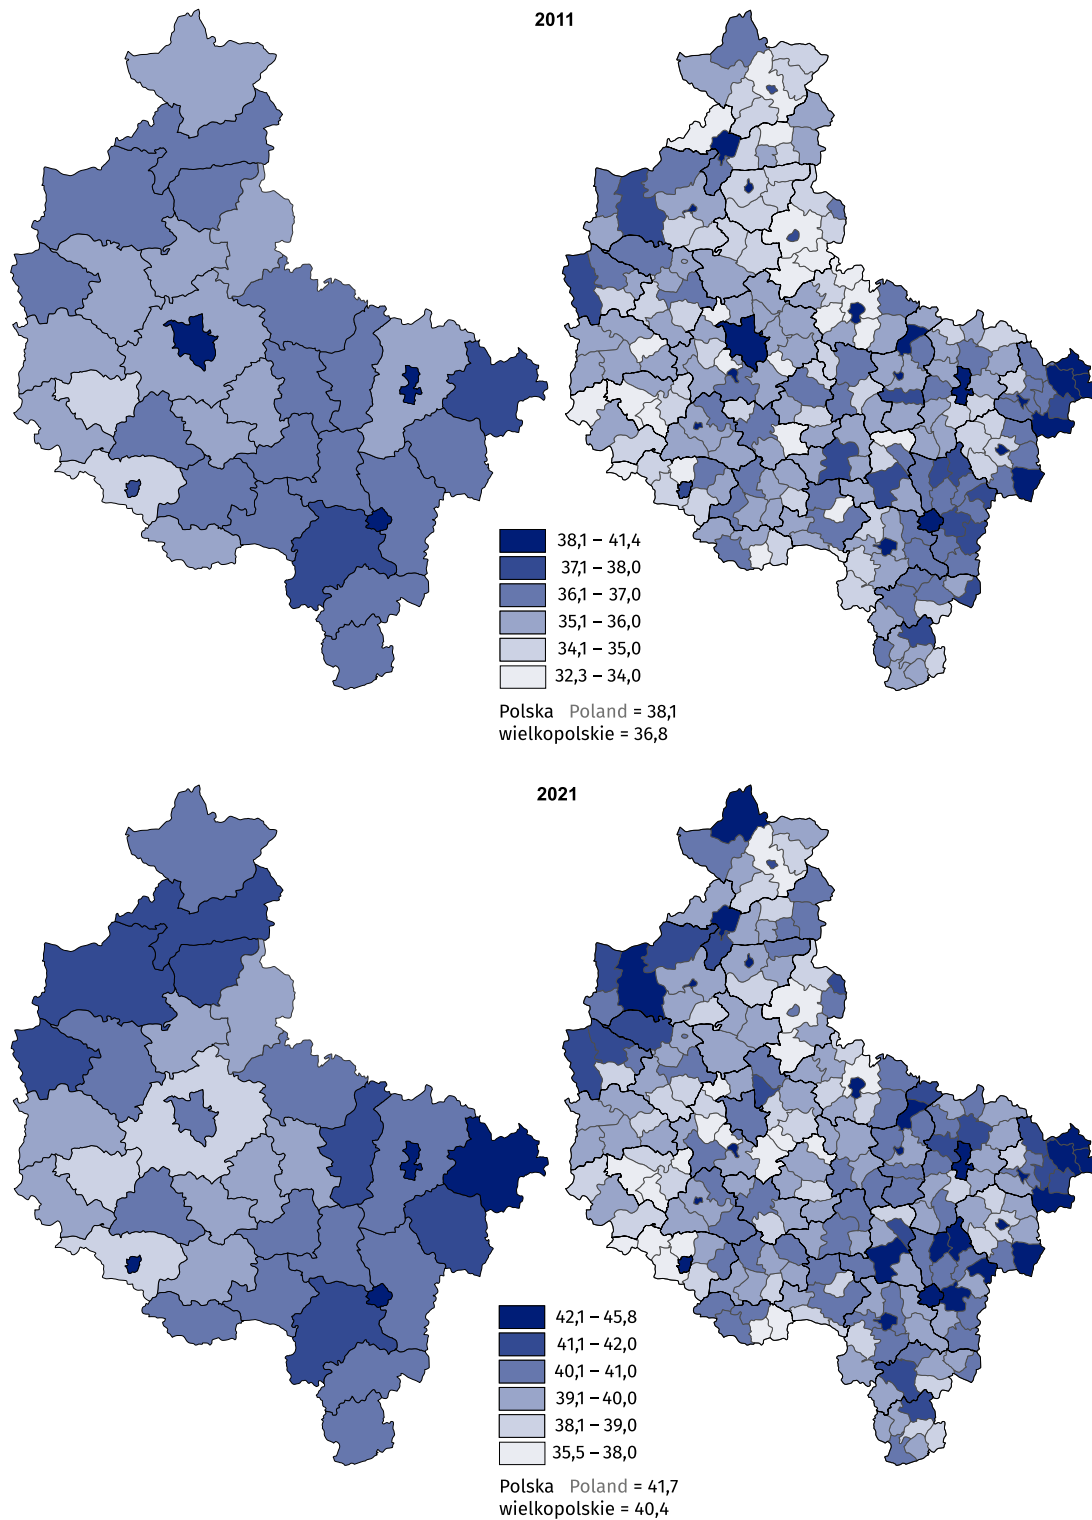 2011
38,1 – 41,4
37,1 – 38,0
36,1 – 37,0
35,1 – 36,0
34,1 – 35,0
32,3 – 34,0
Polska Poland = 38,1
wielkopolskie = 36,8
2021
42,1 – 45,8
41,1 – 42,0
40,1 – 41,0
39,1 – 40,0
38,1 – 39,0
35,5 – 38,0
Polska Poland = 41,7
wielkopolskie = 40,4